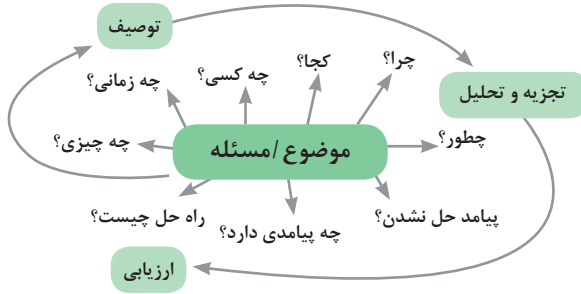 توصیف
چرا؟
کجا؟
چه کسی؟
چه زمانی؟
تجزیه و تحلیل
چطور؟
موضوع/مسئله
چه چیزی؟
پیامد حل نشدن؟
چه پیامدی دارد؟
راه حل چیست؟
ارزیابی